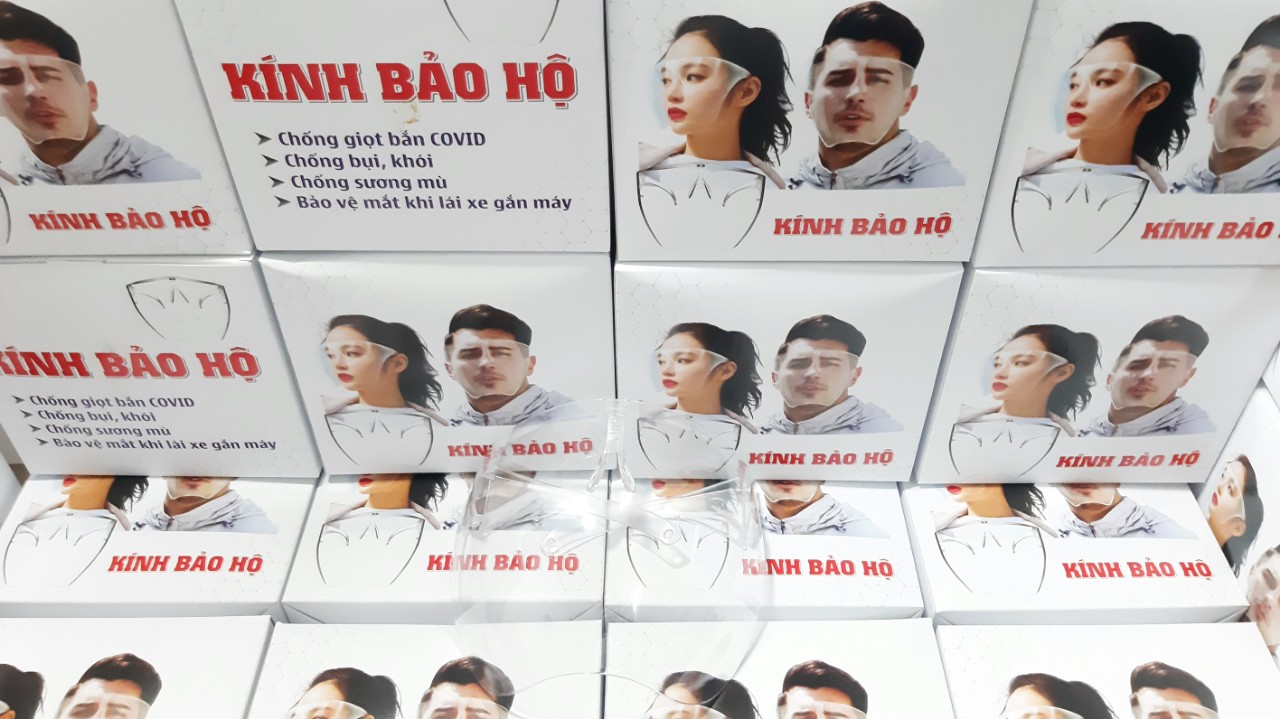 KÍNH BẢO HỘ
KÍNH BẢO HỘ
➤ Chống giọt bắn COVID
➤ Chống bụi, khói
➤ Chống sương mù
➤ Bảo vệ mắt khi lái xe gắn máy
KÍNH BẢO HỘ
KÍNH BẢO
KÍNH BẢO HỘ
➤ Chống giọt bắn COVID
➤ Chống bụi, khói
➤ Chống sương mù
➤ Bảo vệ mắt khi lái xe gắn máy
KÍNH BẢO HỘ
KÍNH BẢO HỘ
KÍNH BẢO HỘ
KÍNH BẢO HỘ
KÍNH BẢO HỘ
KÍNH BẢO HỘ
KÍNH BẢO HỘ